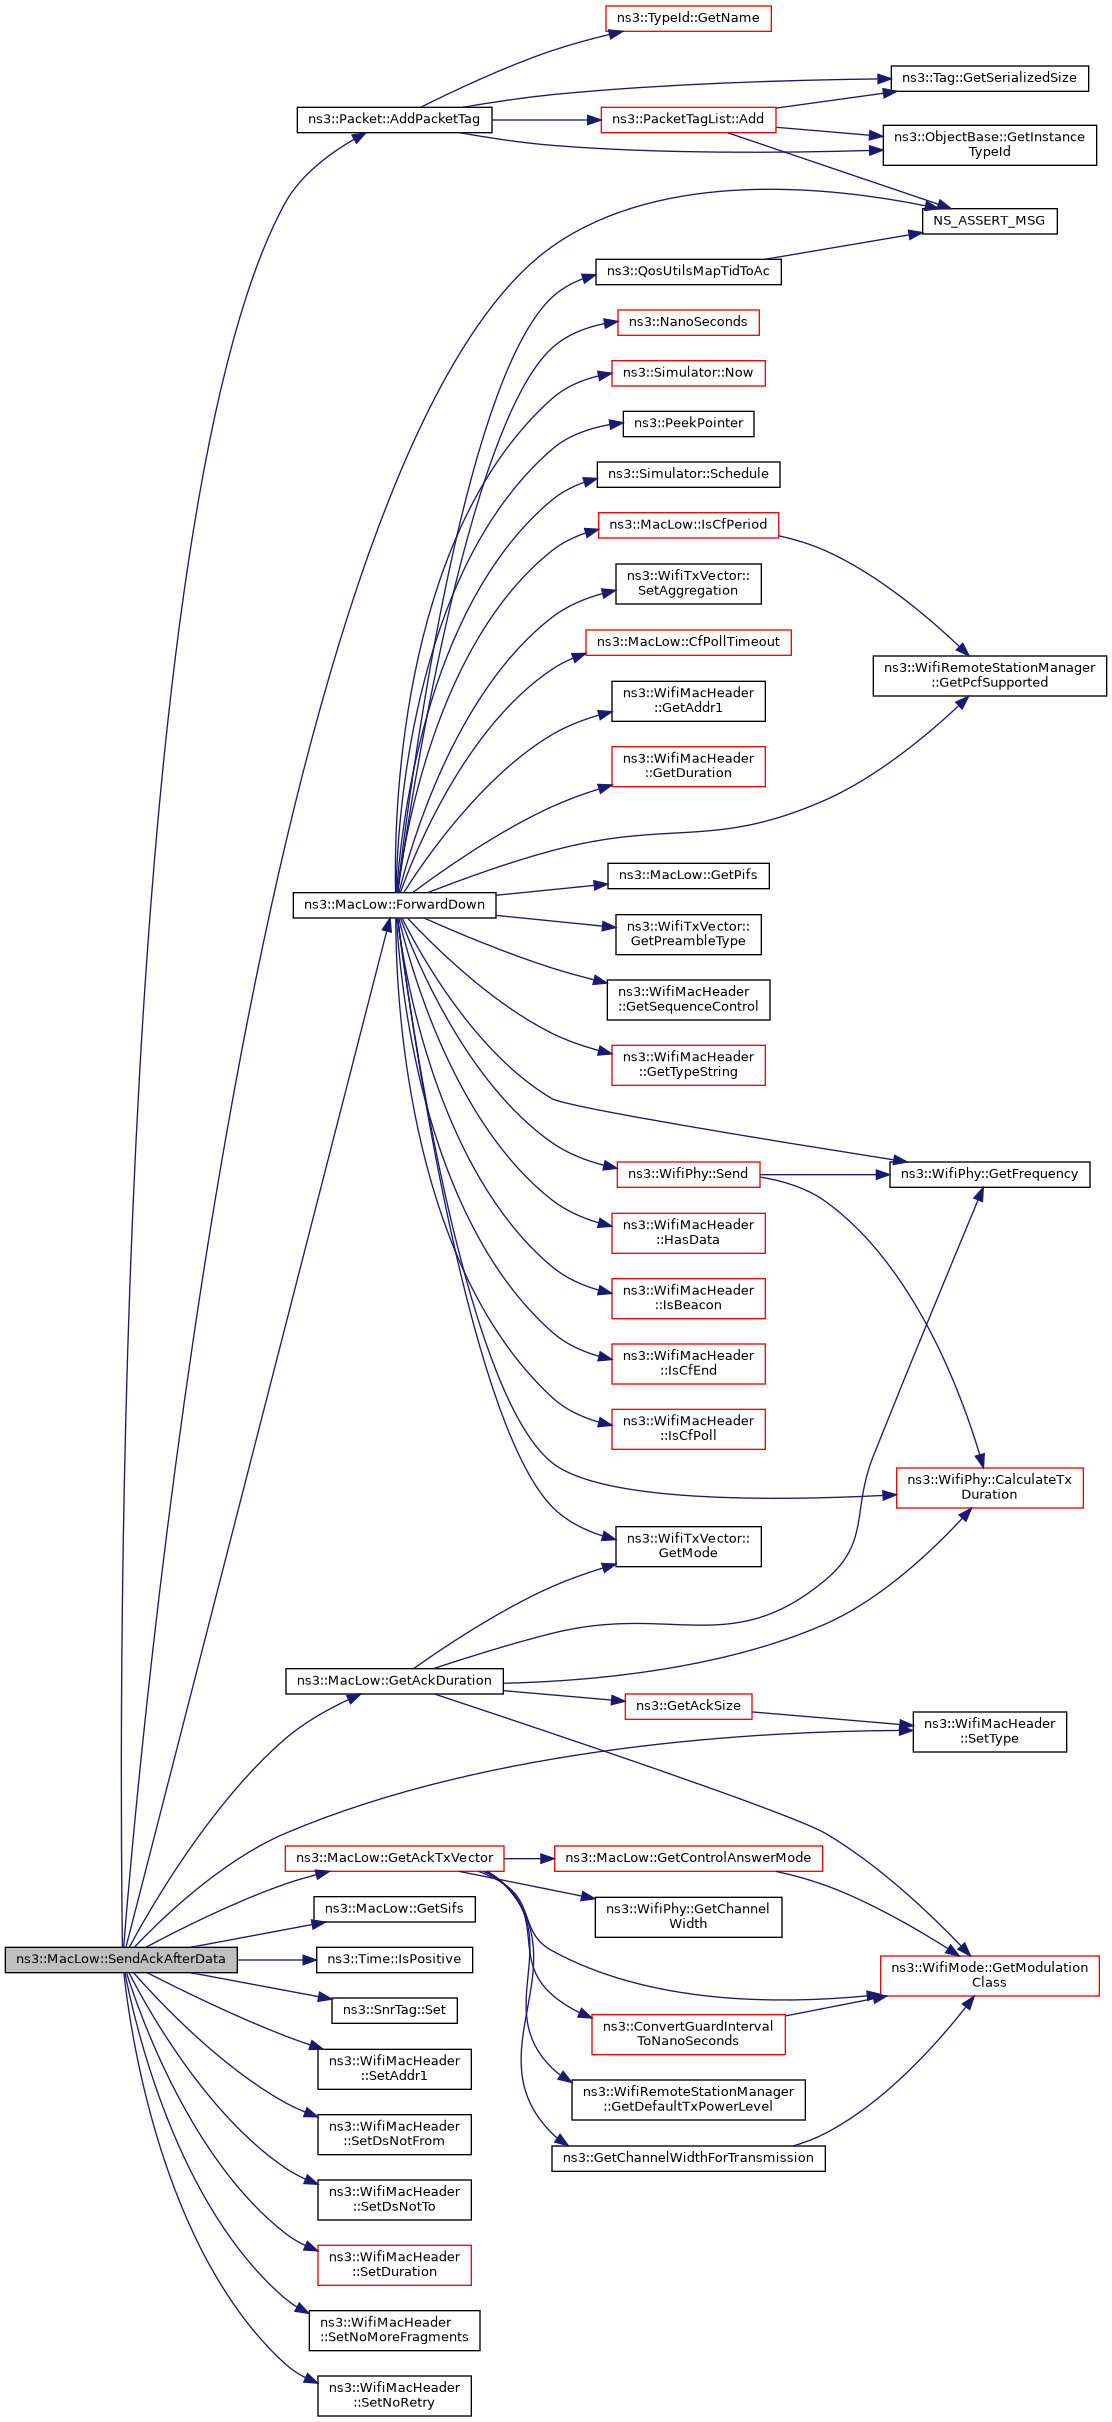 ns3::TypeId::GetName
ns3::Tag::GetSerializedSize
ns3::Packet::AddPacketTag
ns3::PacketTagList::Add
ns3::ObjectBase::GetInstance
TypeId
NS_ASSERT_MSG
ns3::QosUtilsMapTidToAc
ns3::NanoSeconds
ns3::Simulator::Now
ns3::PeekPointer
ns3::Simulator::Schedule
ns3::MacLow::IsCfPeriod
ns3::WifiTxVector::
SetAggregation
ns3::MacLow::CfPollTimeout
ns3::WifiRemoteStationManager
::GetPcfSupported
ns3::WifiMacHeader
::GetAddr1
ns3::WifiMacHeader
::GetDuration
ns3::MacLow::GetPifs
ns3::MacLow::ForwardDown
ns3::WifiTxVector::
GetPreambleType
ns3::WifiMacHeader
::GetSequenceControl
ns3::WifiMacHeader
::GetTypeString
ns3::WifiPhy::Send
ns3::WifiPhy::GetFrequency
ns3::WifiMacHeader
::HasData
ns3::WifiMacHeader
::IsBeacon
ns3::WifiMacHeader
::IsCfEnd
ns3::WifiMacHeader
::IsCfPoll
ns3::WifiPhy::CalculateTx
Duration
ns3::WifiTxVector::
GetMode
ns3::MacLow::GetAckDuration
ns3::GetAckSize
ns3::WifiMacHeader
::SetType
ns3::MacLow::GetAckTxVector
ns3::MacLow::GetControlAnswerMode
ns3::MacLow::GetSifs
ns3::WifiPhy::GetChannel
Width
ns3::MacLow::SendAckAfterData
ns3::Time::IsPositive
ns3::WifiMode::GetModulation
Class
ns3::SnrTag::Set
ns3::ConvertGuardInterval
ToNanoSeconds
ns3::WifiMacHeader
::SetAddr1
ns3::WifiRemoteStationManager
::GetDefaultTxPowerLevel
ns3::WifiMacHeader
::SetDsNotFrom
ns3::GetChannelWidthForTransmission
ns3::WifiMacHeader
::SetDsNotTo
ns3::WifiMacHeader
::SetDuration
ns3::WifiMacHeader
::SetNoMoreFragments
ns3::WifiMacHeader
::SetNoRetry